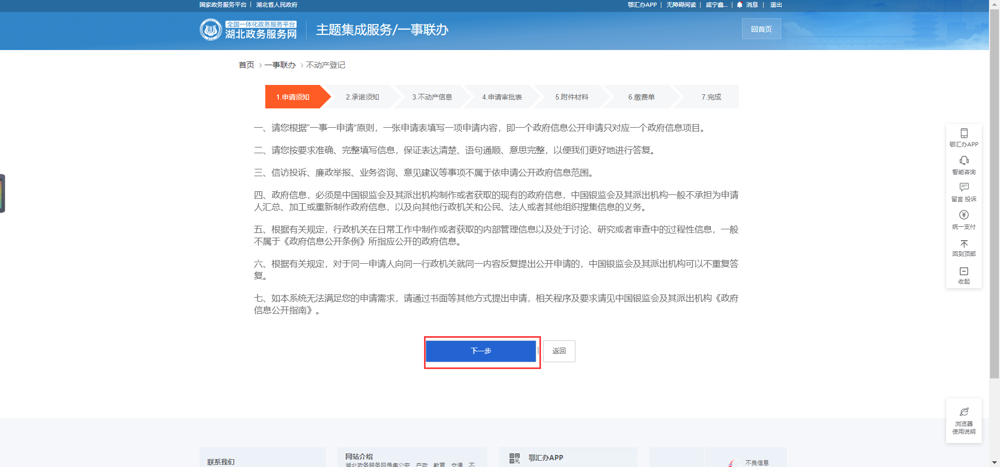 国家政务服务平台 | 湖北省人民政府
鄂汇办APP | 无障碍阅读 | 咸宁鑫... | 消息 | 退出
全国一体化政务服务平台
湖北政务服务网
主题集成服务/一事联办
回首页
首页 > 一事联办 > 不动产登记
1.申请须知
2.承诺须知
3.不动产信息
4.申请审批表
5.附件材料
6.缴费单
7.完成
一、请您根据“一事一申请”原则，一张申请表填写一项申请内容，即一个政府信息公开申请只对应一个政府信息项目。
二、请您按要求准确、完整填写信息，保证表达清楚、语句通顺、意思完整，以便我们更好地进行答复。
三、信访投诉、廉政举报、业务咨询、意见建议等事项不属于依申请公开政府信息范围。
四、政府信息，必须是中国银监会及其派出机构制作或者获取的现有的政府信息，中国银监会及其派出机构一般不承担为申请
人汇总、加工或重新制作政府信息，以及向其他行政机关和公民、法人或者其他组织搜集信息的义务。
五、根据有关规定，行政机关在日常工作中制作或者获取的内部管理信息以及处于讨论、研究或者审查中的过程性信息，一般
不属于《政府信息公开条例》所指应公开的政府信息。
六、根据有关规定，对于同一申请人向同一行政机关就同一内容反复提出公开申请的，中国银监会及其派出机构可以不重复答
复。
七、如本系统无法满足您的申请需求，请通过书面等其他方式提出申请，相关程序及要求请见中国银监会及其派出机构《政府
信息公开指南》。
下一步
返回
鄂汇办APP
智能咨询
留言 投诉
统一支付
回到顶部
收起
浏览器
使用说明
联系我们
网站介绍
湖北政务服务网录集公安、户政、教育、交通、不
鄂汇办APP
不良信息